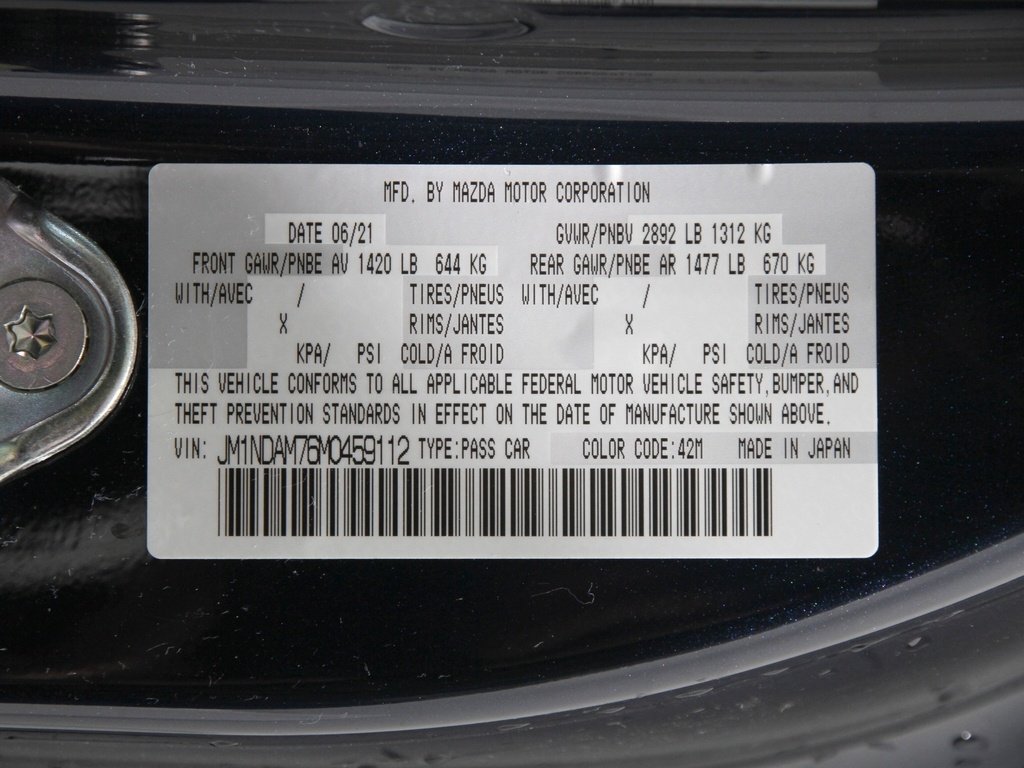 MFD. BY MAZDA MOTOR CORPORATION
DATE 06/21 GVWR/PNBV 2892 LB 1312 KG
FRONT GAWR/PNBE AV 1420 LB 644 KG REAR GAWR/PNBE AR 1477 LB 670 KG
WITH/AVEC / TIRES/PNEUS WITH/AVEC / TIRES/PNEUS
X RIMS/JANTES X RIMS/JANTES
KPA/ PSI COLD/A FROID KPA/ PSI COLD/A FROID
THIS VEHICLE CONFORMS TO ALL APPLICABLE FEDERAL MOTOR VEHICLE SAFETY,BUMPER,AND
THEFT PREVENTION STANDARDS IN EFFECT ON THE DATE OF MANUFACTURE SHOWN ABOVE.
VIN: JM1NDAM76M0459112 TYPE:PASS CAR COLOR CODE:42M MADE IN JAPAN